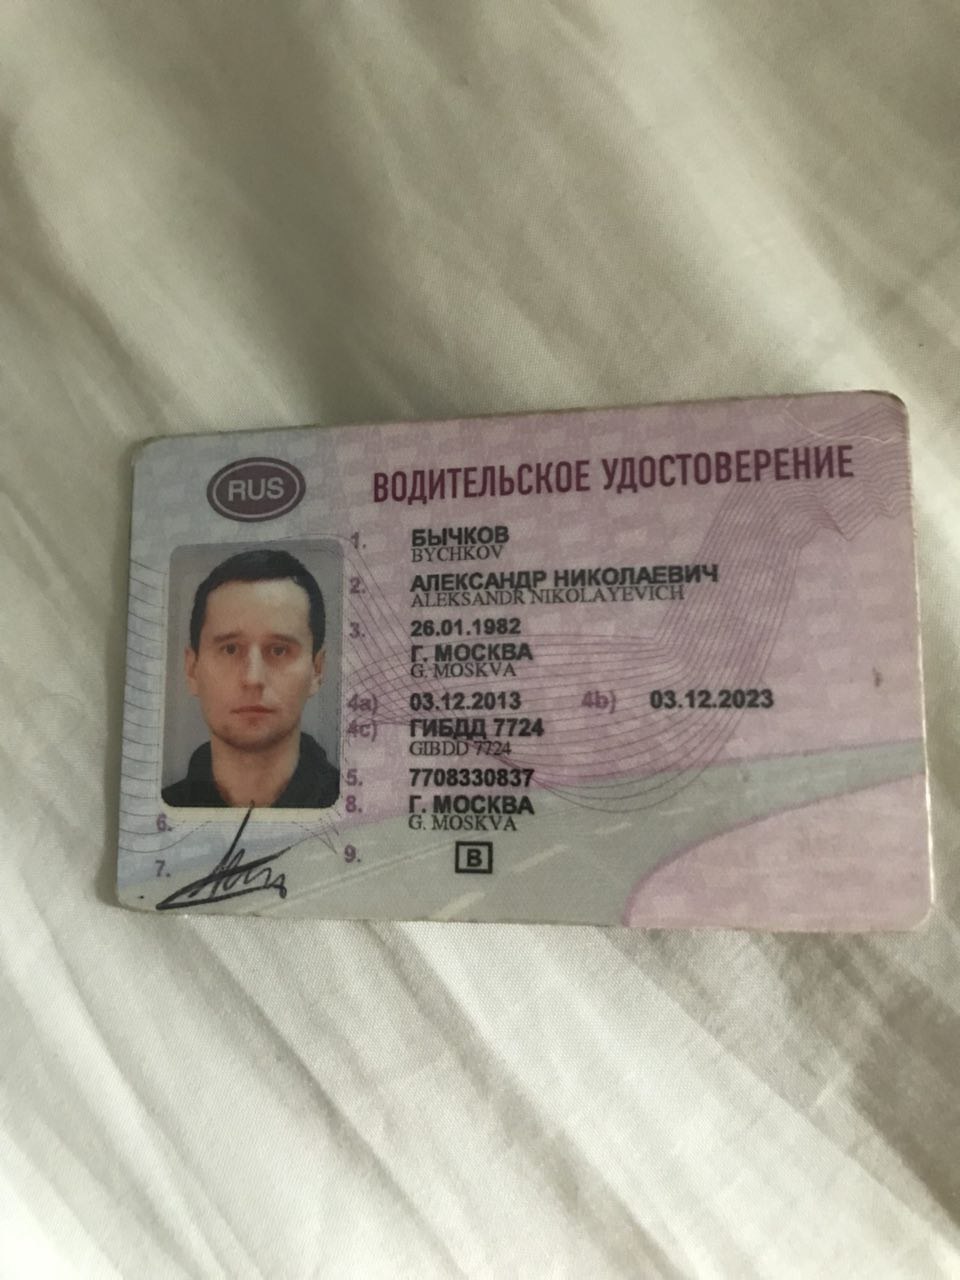 RUS
ВОДИТЕЛЬСКОЕ УДОСТОВЕРЕНИЕ
1. БЫЧКОВ
BYCHKOV
2. АЛЕКСАНДР НИКОЛАЕВИЧ
ALEKSANDR NIKOLAYEVICH
3. 26.01.1982
Г. МОСКВА
G. MOSKVA
4a) 03.12.2013 4b) 03.12.2023
4c) ГИБДД 7724
GIBDD 7724
5. 7708330837
8. Г. МОСКВА
G. MOSKVA
6.
7.
9. B